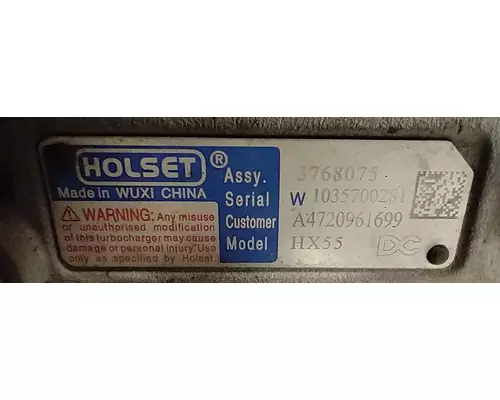 HOLSET®
Made in WUXI CHINA
WARNING: Any misuse
or unauthorised modification
of this turbocharger may cause
damage or personal injury. Use
only as specified by Holset.
Assy. 3768075
Serial W 1035700281
Customer A4720961699
Model HX55 DC